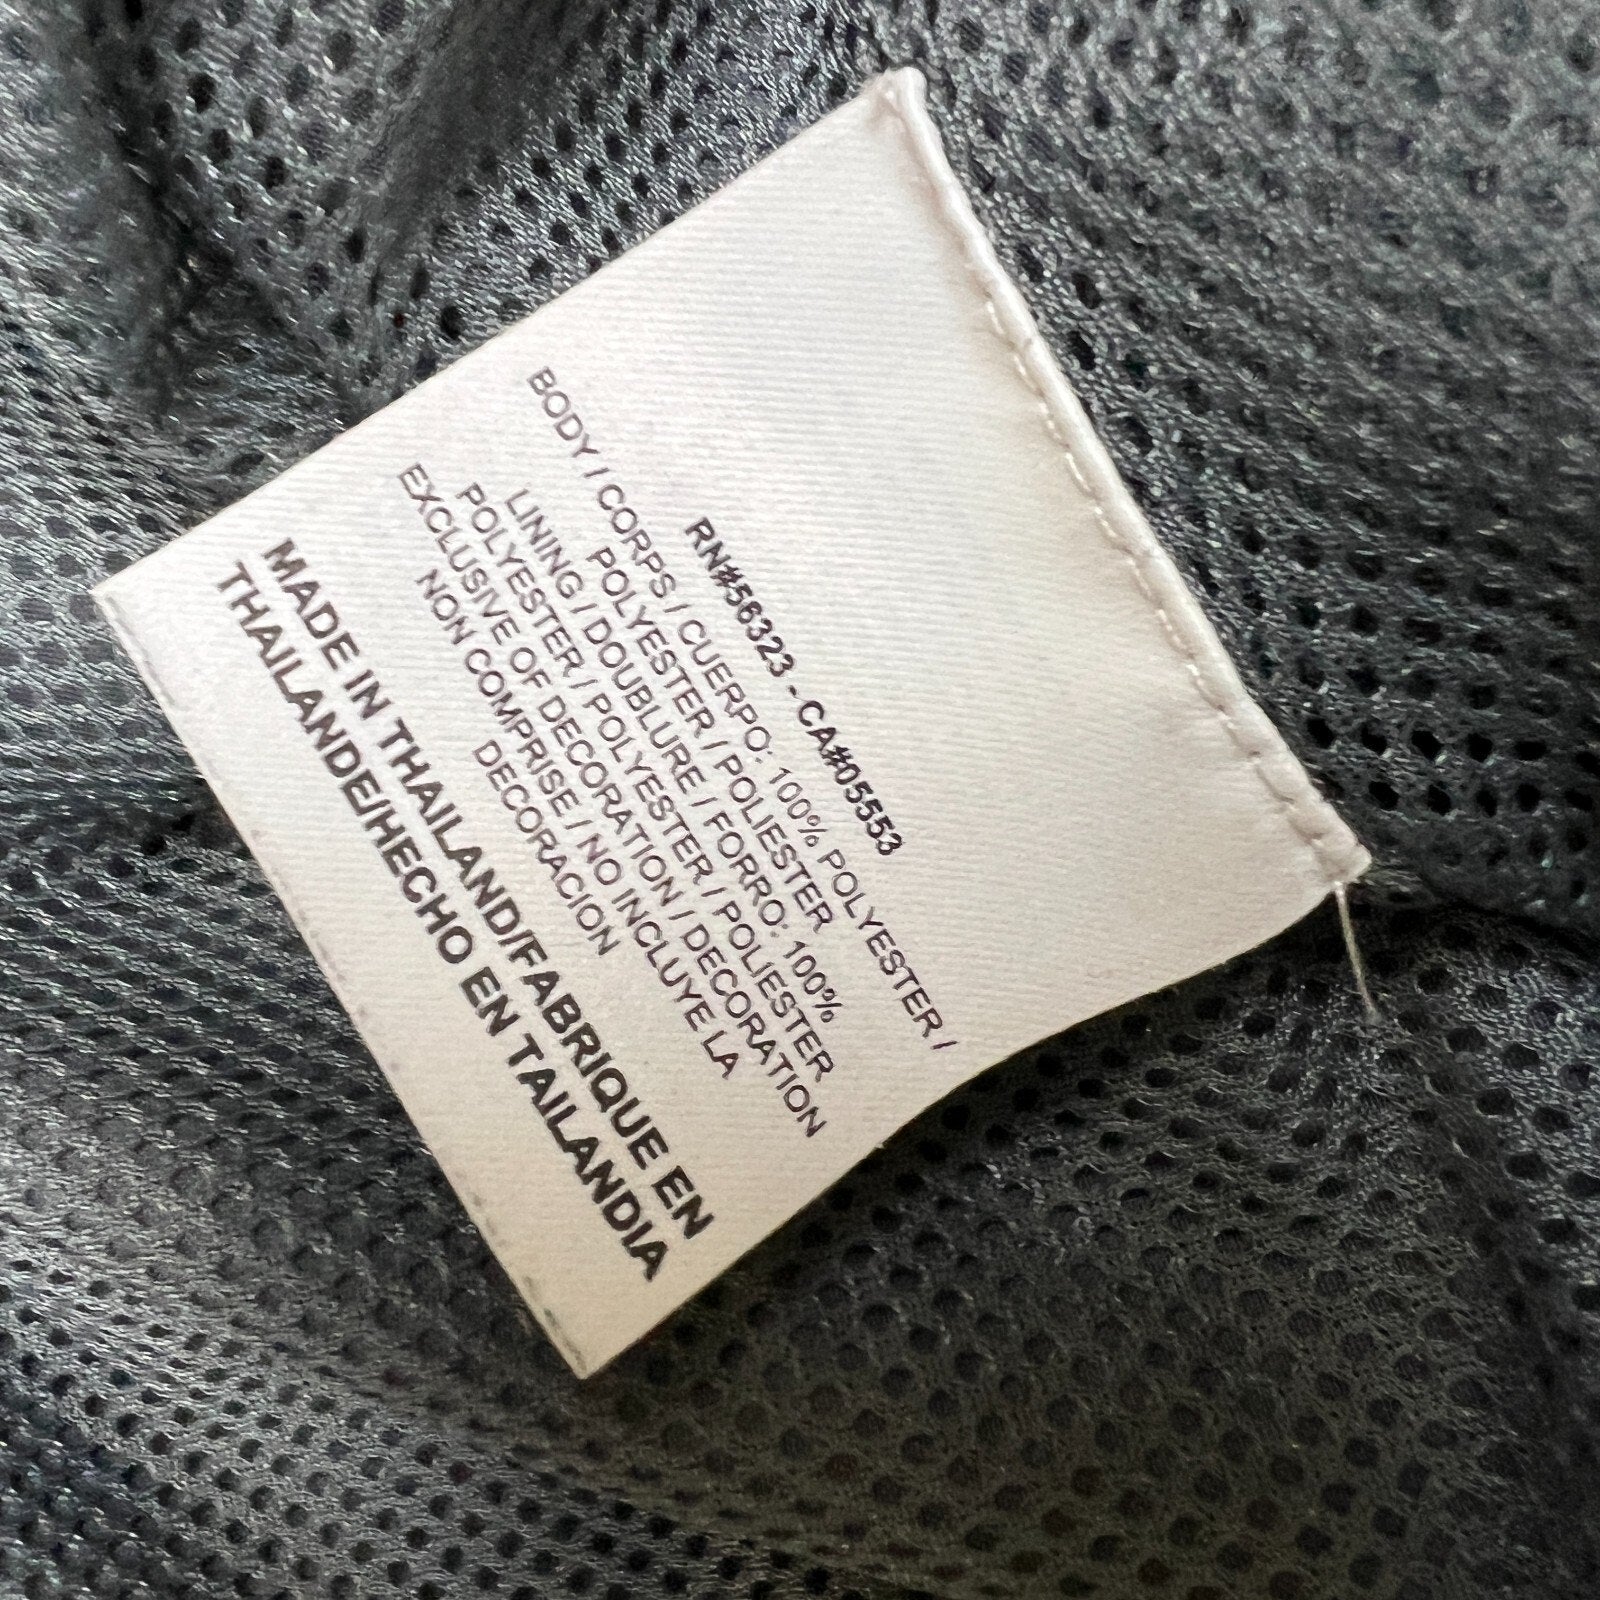 RN#56323 - CA#05553
BODY / CORPS / CUERPO: 100% POLYESTER /
POLYESTER / POLIESTER
LINING / DOUBLURE / FORRO: 100%
POLYESTER / POLYESTER / POLIESTER
EXCLUSIVE OF DECORATION / DECORATION
NON COMPRISE / NO INCLUYE LA
DECORACION
MADE IN THAILAND/FABRIQUE EN
THAILANDE/HECHO EN TAILANDIA